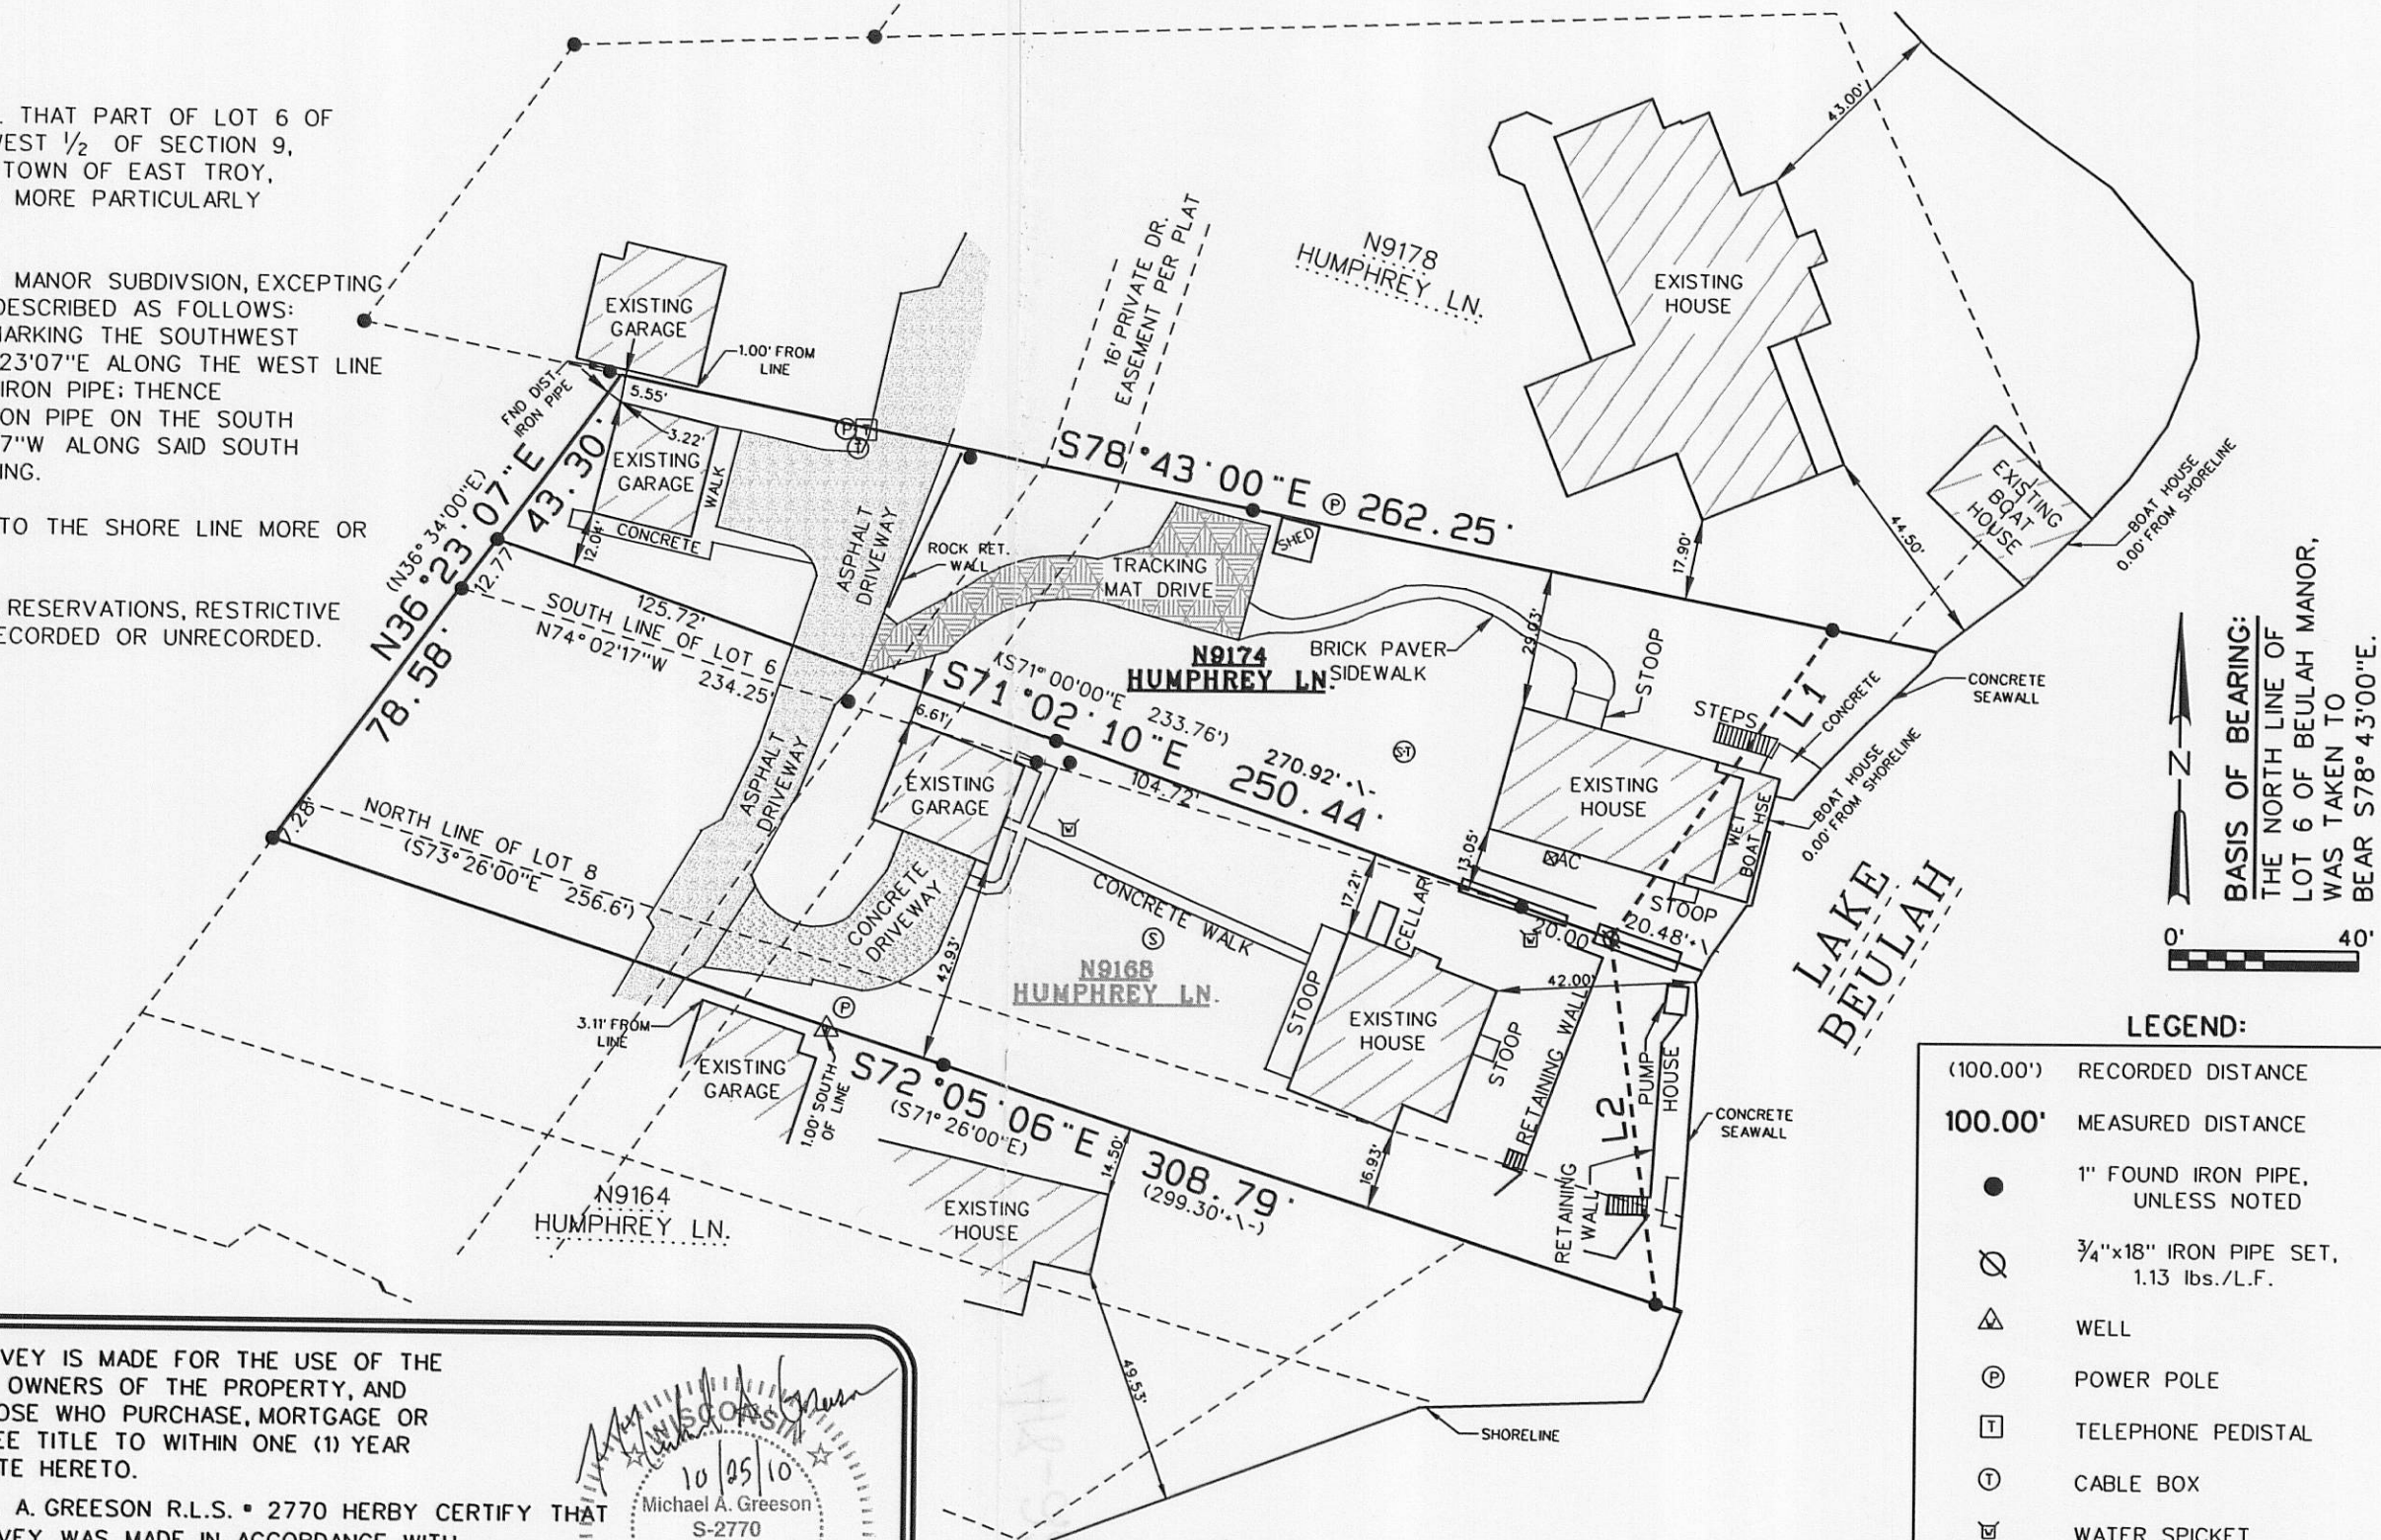 . THAT PART OF LOT 6 OF
EST ½ OF SECTION 9,
TOWN OF EAST TROY,
MORE PARTICULARLY
MANOR SUBDIVSION, EXCEPTING
DESCRIBED AS FOLLOWS:
ARKING THE SOUTHWEST
23'07"E ALONG THE WEST LINE
IRON PIPE; THENCE
ON PIPE ON THE SOUTH
7"W ALONG SAID SOUTH
ING.
TO THE SHORE LINE MORE OR
RESERVATIONS, RESTRICTIVE
ECORDED OR UNRECORDED.
EXISTING
GARAGE
1.00' FROM
LINE
FND DIST.
IRON PIPE
5.55'
3.22'
EXISTING
GARAGE
WALK
CONCRETE
12.04'
P
T
T
16' PRIVATE DR.
EASEMENT PER PLAT
N9178
HUMPHREY LN.
EXISTING
HOUSE
43.00'
44.50'
17.90'
EXISTING
BOAT
HOUSE
BOAT HOUSE
0.00' FROM SHORELINE
(N36°34'00"E)
N36°23'07"E
43.30'
12.77
78.58'
7.28'
S78°43'00"E
P
262.25'
ASPHALT
DRIVEWAY
ROCK RET.
WALL
TRACKING
MAT DRIVE
SHED
BRICK PAVER
SIDEWALK
29.03'
STOOP
N9174
HUMPHREY LN.
125.72'
SOUTH LINE OF LOT 6
N74°02'17"W 234.25'
(S71°00'00"E 233.76')
S71°02'10"E 250.44'
270.92'+\-
104.72'
6.61'
S-T
STEPS
L1
CONCRETE
CONCRETE
SEAWALL
BOAT HOUSE
0.00' FROM SHORELINE
EXISTING
HOUSE
WET
BOAT HSE
AC
13.05'
STOOP
20.00'
20.48'+\-
ASPHALT
DRIVEWAY
EXISTING
GARAGE
CONCRETE
DRIVEWAY
42.93'
CONCRETE WALK
S
NORTH LINE OF LOT 8
(S73°26'00"E 256.6')
N9168
HUMPHREY LN.
17.21'
CELLAR
STOOP
EXISTING
HOUSE
STOOP
42.00'
RETAINING WALL
PUMP
HOUSE
L2
RETAINING
WALL
CONCRETE
SEAWALL
16.93'
3.11' FROM
LINE
EXISTING
GARAGE
P
1.00' SOUTH
OF LINE
S72°05'06"E 308.79'
(S71°26'00"E)
(299.30'+\-)
14.50'
N9164
HUMPHREY LN.
EXISTING
HOUSE
49.53'
SHORELINE
LAKE
BEULAH
N
BASIS OF BEARING:
THE NORTH LINE OF
LOT 6 OF BEULAH MANOR,
WAS TAKEN TO
BEAR S78°43'00"E.
0' 40'
LEGEND:
(100.00') RECORDED DISTANCE
100.00' MEASURED DISTANCE
1" FOUND IRON PIPE,
UNLESS NOTED
¾"x18" IRON PIPE SET,
1.13 lbs./L.F.
WELL
P POWER POLE
T TELEPHONE PEDISTAL
T CABLE BOX
WATER SPICKET
VEY IS MADE FOR THE USE OF THE
OWNERS OF THE PROPERTY, AND
OSE WHO PURCHASE, MORTGAGE OR
EE TITLE TO WITHIN ONE (1) YEAR
TE HERETO.
A. GREESON R.L.S. # 2770 HERBY CERTIFY THAT
VEY WAS MADE IN ACCORDANCE WITH
WISCONSIN
10/25/10
Michael A. Greeson
S-2770